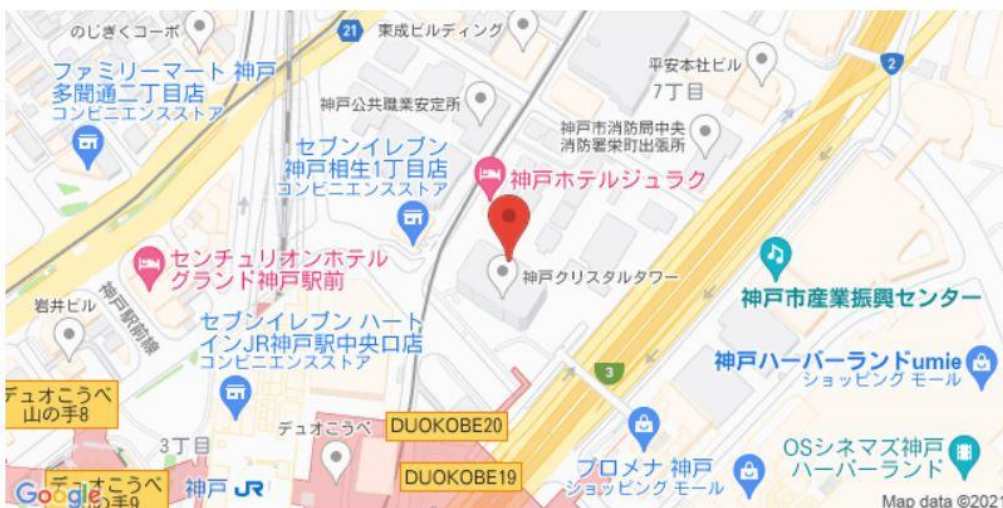 のじぎくコーポ
21
東成ビルディング
2
ファミリーマート 神戸
多聞通二丁目店
コンビニエンスストア
平安本社ビル
7丁目
神戸公共職業安定所
神戸市消防局中央
消防署栄町出張所
セブンイレブン
神戸相生1丁目店
コンビニエンスストア
神戸ホテルジュラク
センチュリオンホテル
グランド神戸駅前
神戸クリスタルタワー
神戸市産業振興センター
岩井ビル
神戸駅前線
セブンイレブン ハート
インJR神戸駅中央口店
コンビニエンスストア
3
神戸ハーバーランドumie
ショッピング モール
デュオこうべ
山の手8
DUOKOBE20
3丁目
デュオこうべ
DUOKOBE19
プロメナ 神戸
ショッピング モール
OSシネマズ神戸
ハーバーランド
デュオこうべ
の手9
Google
神戸 JR
Map data ©2021